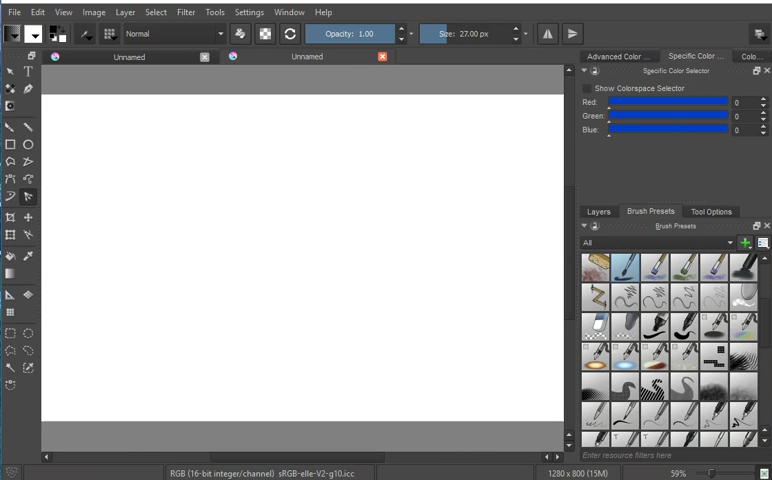 File Edit View Image Layer Select Filter Tools Settings Window Help
Normal Opacity: 1.00 Size: 27.00 px
Unnamed Unnamed
Advanced Color ... Specific Color ... Colo...
Specific Color Selector
Show Colorspace Selector
Red: 0
Green: 0
Blue: 0
Layers Brush Presets Tool Options
Brush Presets
All
Enter resource filters here
RGB (16-bit integer/channel) sRGB-elle-V2-g10.icc 1280 x 800 (15M) 59%